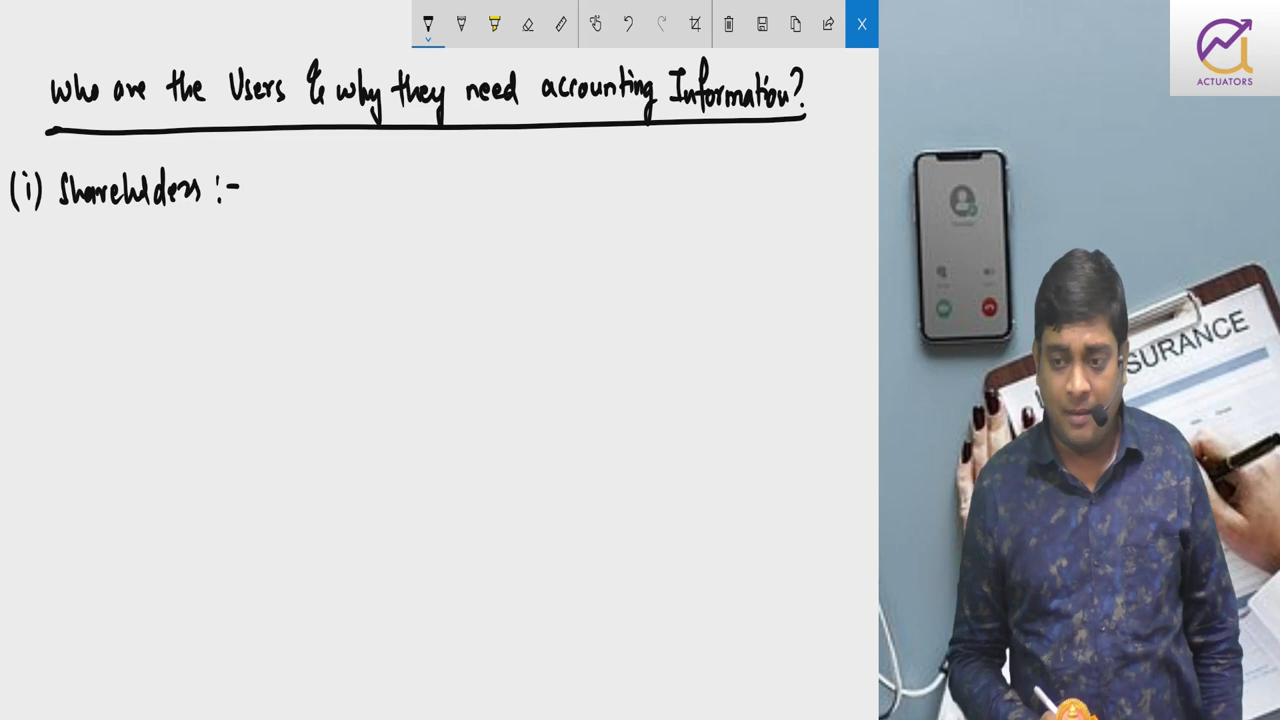 Who are the Users & why they need accounting Information?
ACTUATORS
(i) Shareholders :-
SURANCE